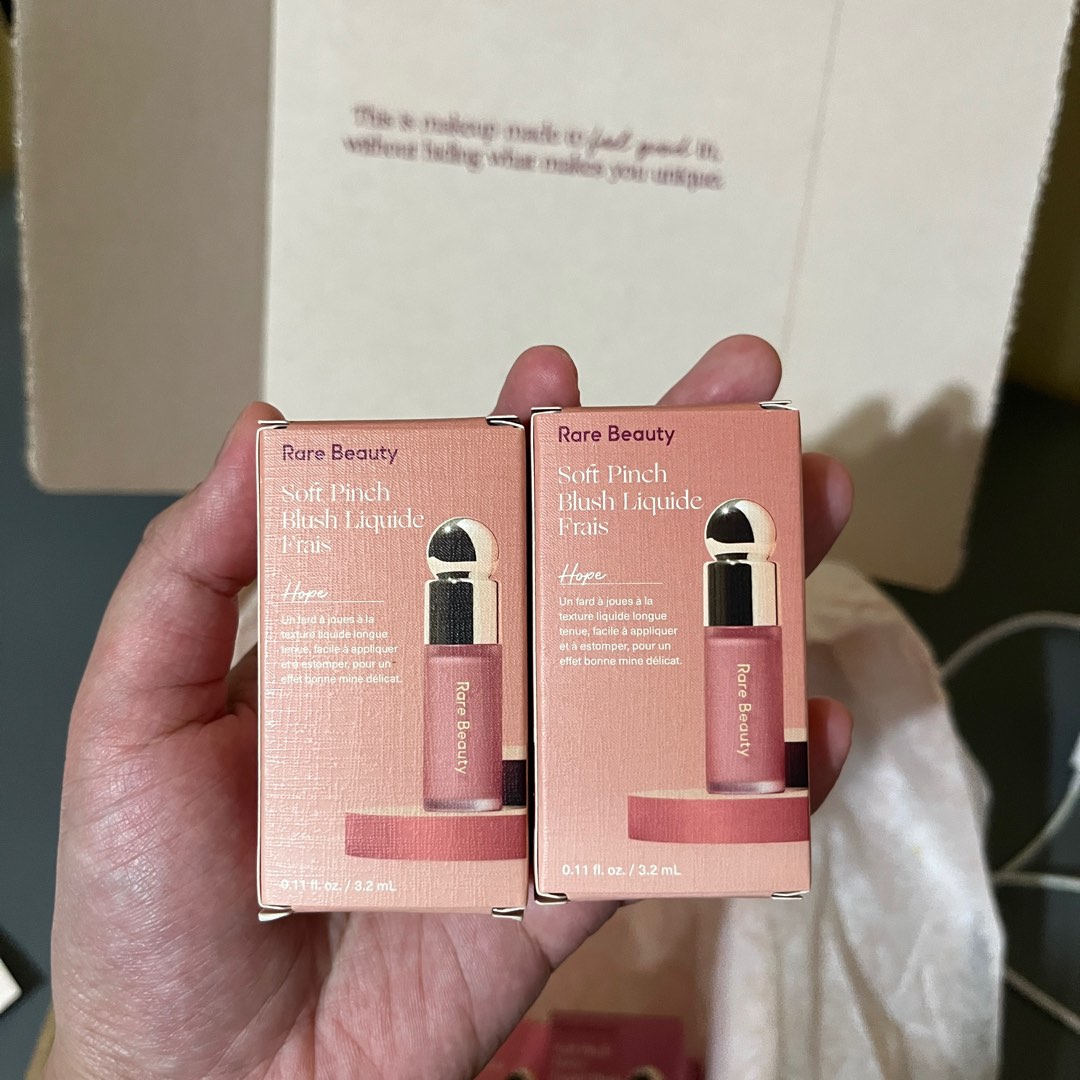 This is makeup made to feel good in,
without hiding what makes you unique.
Rare Beauty
Soft Pinch
Blush Liquide
Frais
Hope
Un fard à joues à la
texture liquide longue
tenue, facile à appliquer
et à estomper, pour un
effet bonne mine délicat.
Rare Beauty
0.11 fl. oz. / 3.2 mL
Rare Beauty
Soft Pinch
Blush Liquide
Frais
Hope
Un fard à joues à la
texture liquide longue
tenue, facile à appliquer
et à estomper, pour un
effet bonne mine délicat.
Rare Beauty
0.11 fl. oz. / 3.2 mL